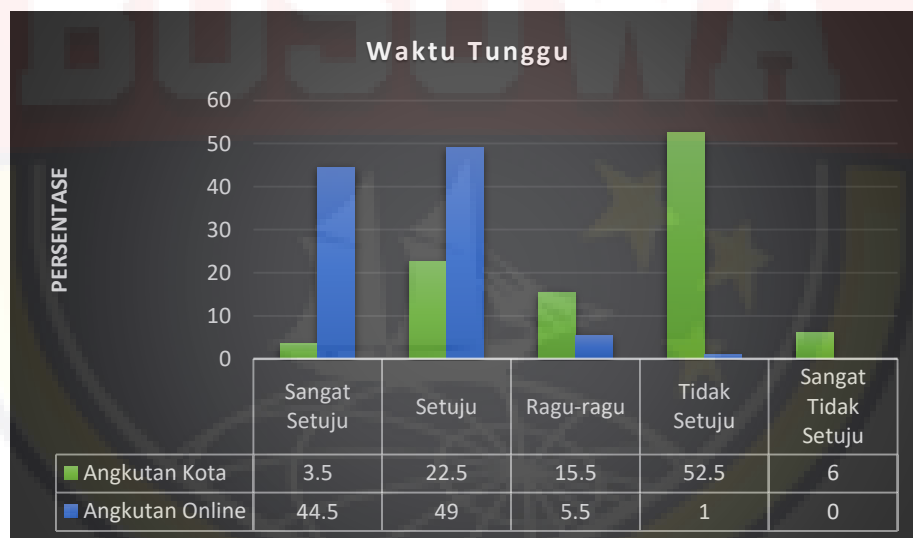 BOSOWA
Waktu Tunggu
PERSENTASE
60
50
40
30
20
10
0
Sangat Setuju Setuju Ragu-ragu Tidak Setuju Sangat Tidak Setuju
Angkutan Kota 3.5 22.5 15.5 52.5 6
Angkutan Online 44.5 49 5.5 1 0